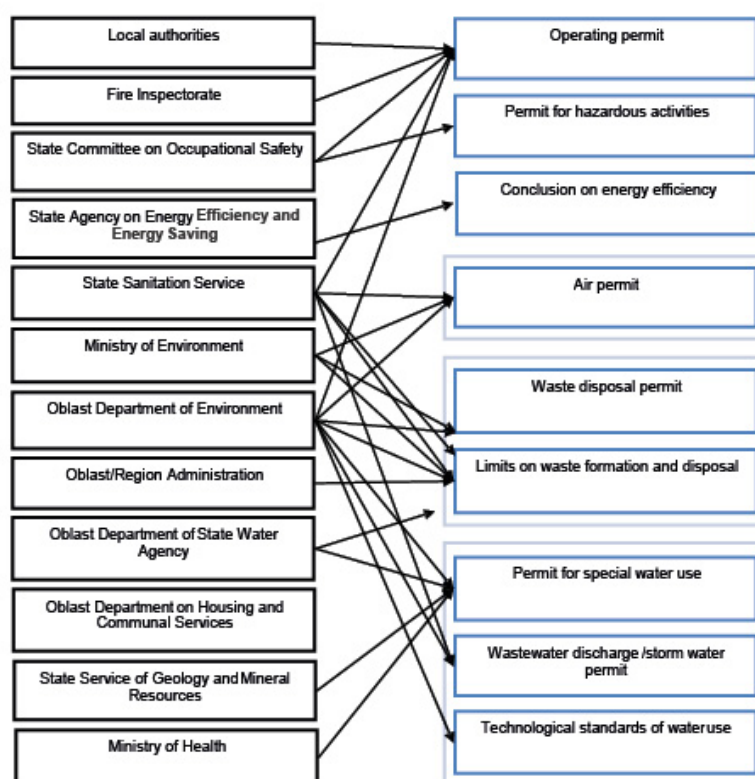 Local authorities
Fire Inspectorate
State Committee on Occupational Safety
State Agency on Energy Efficiency and
Energy Saving
State Sanitation Service
Ministry of Environment
Oblast Department of Environment
Oblast/Region Administration
Oblast Department of State Water
Agency
Oblast Department on Housing and
Communal Services
State Service of Geology and Mineral
Resources
Ministry of Health
Operating permit
Permit for hazardous activities
Conclusion on energy efficiency
Air permit
Waste disposal permit
Limits on waste formation and disposal
Permit for special water use
Wastewater discharge /storm water
permit
Technological standards of water use